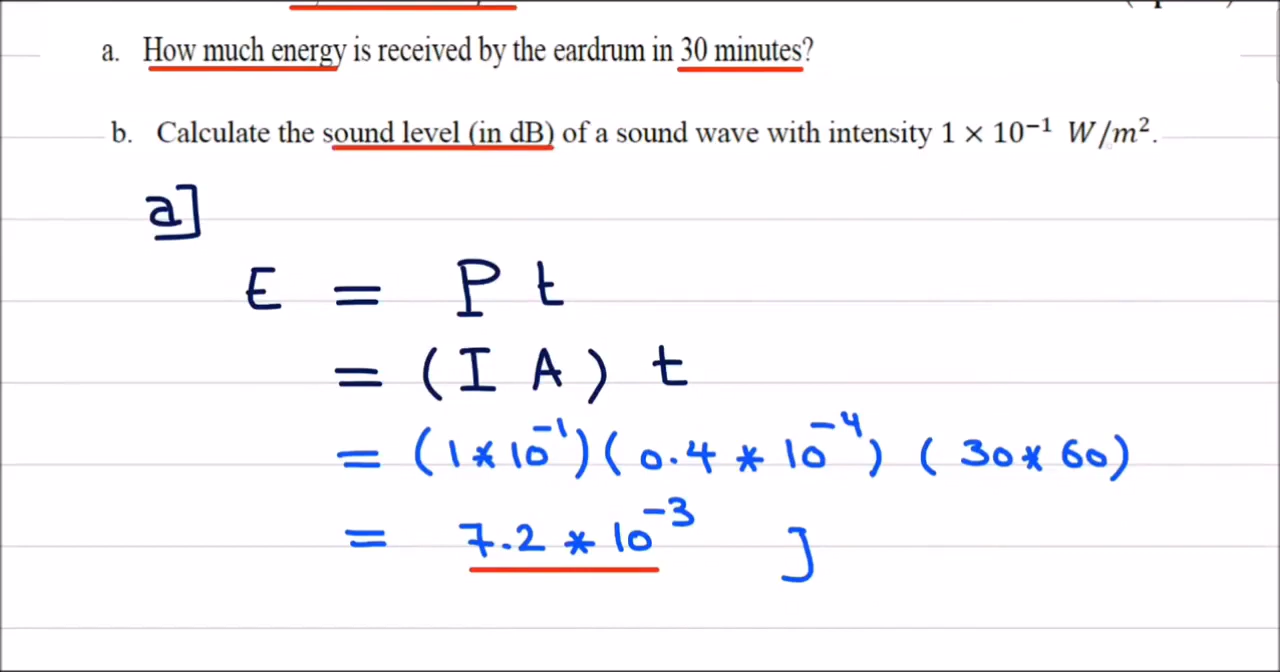 a. How much energy is received by the eardrum in 30 minutes?
b. Calculate the sound level (in dB) of a sound wave with intensity 1 × 10⁻¹ W/m².
a]
E = P t
= (I A) t
= (1*10⁻¹)(0.4*10⁻⁴) (30*60)
= 7.2*10⁻³ J